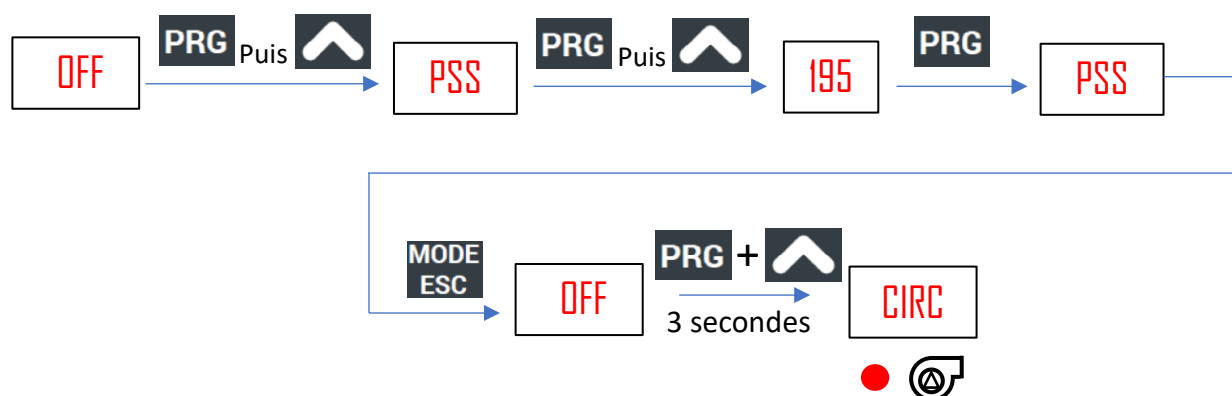 OFF PRG Puis PSS PRG Puis 195 PRG PSS
MODE
ESC OFF PRG + CIRC
3 secondes